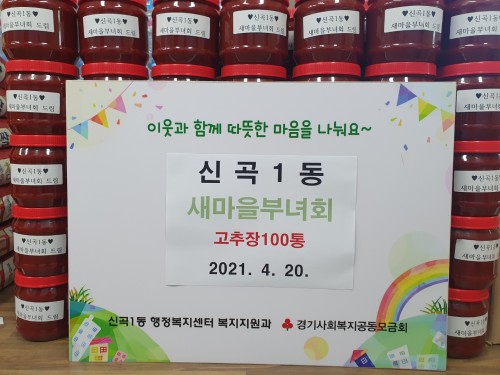 ♥신곡1동♥
새마을부녀회 드림
이웃과 함께 따뜻한 마음을 나눠요~
신곡1동
새마을부녀회
고추장100통
2021. 4. 20.
신곡1동 행정복지센터 복지지원과
경기사회복지공동모금회